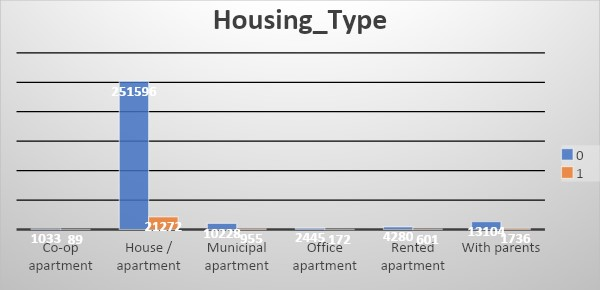 Housing_Type
251596
21272
1033 89
10228 955
2445 172
4280 601
13104 1736
Co-op apartment
House / apartment
Municipal apartment
Office apartment
Rented apartment
With parents
0
1